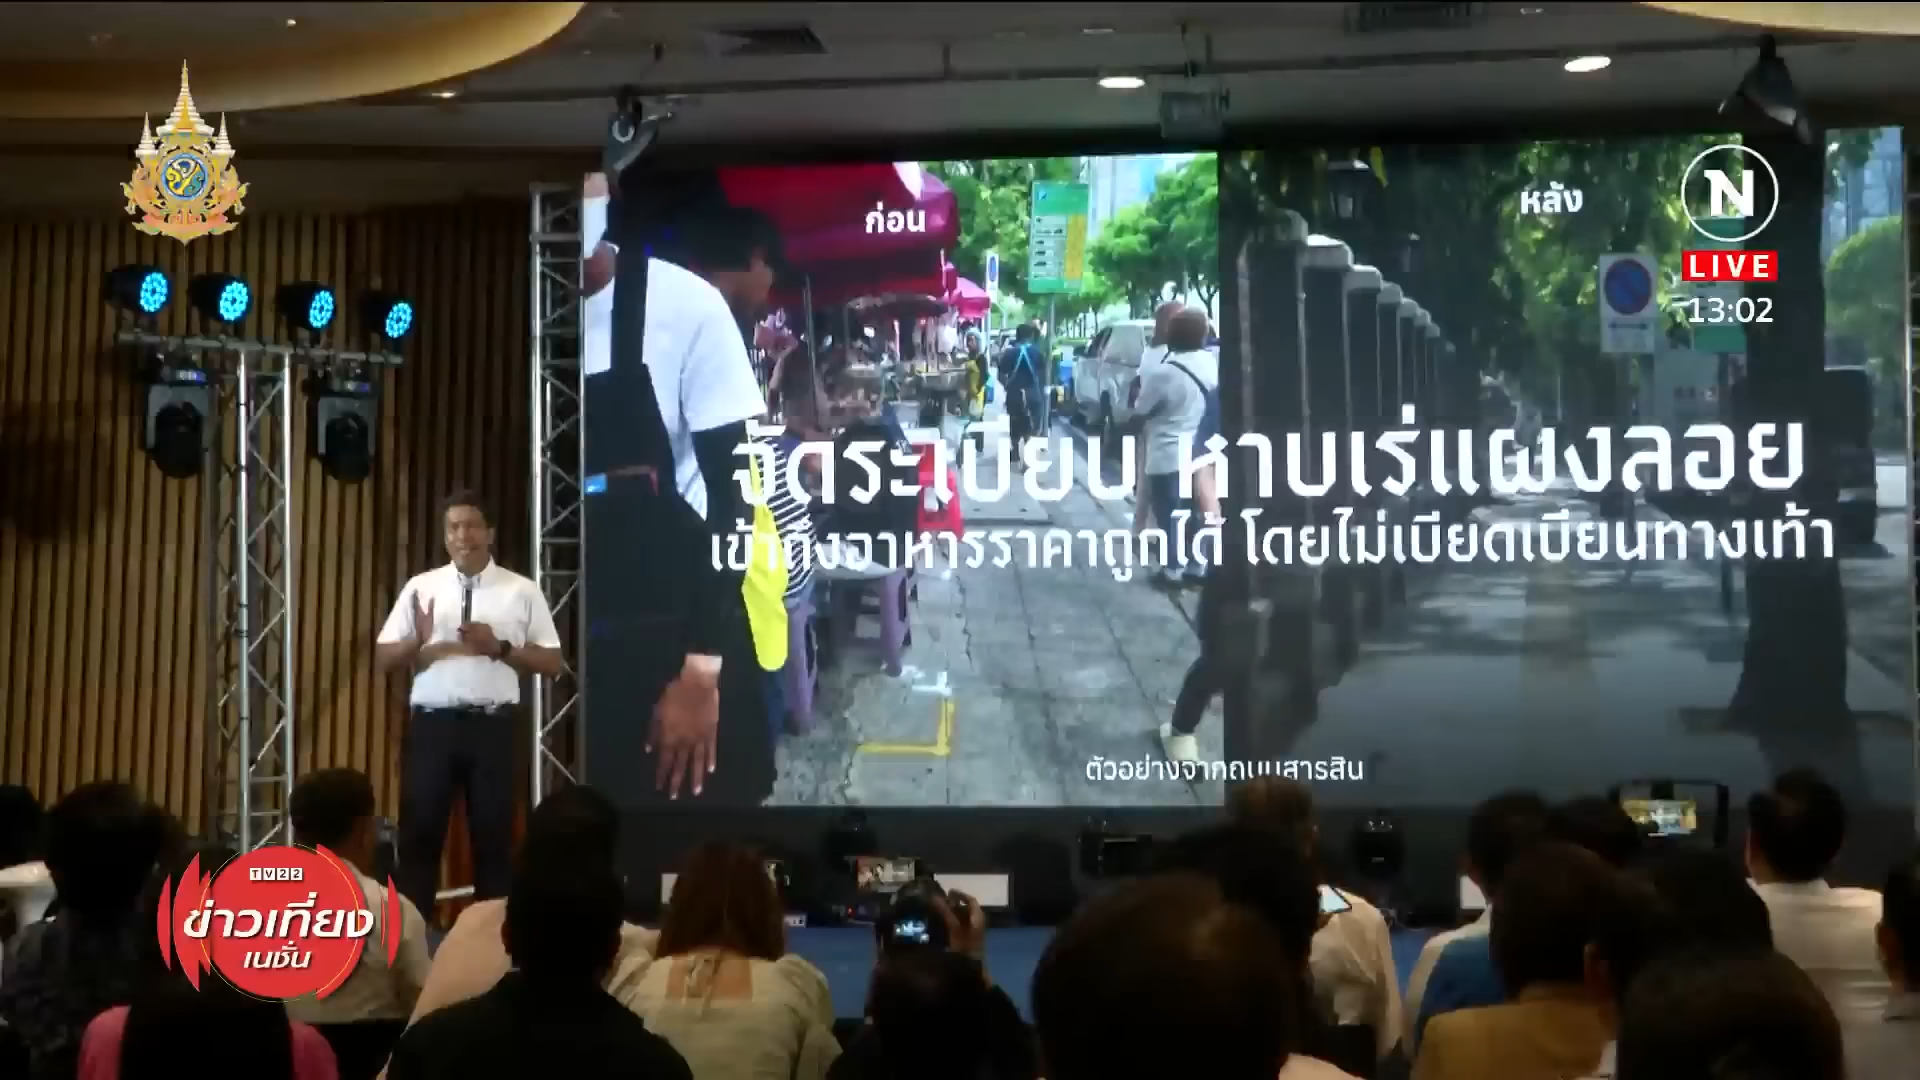 ก่อน
หลัง
N
LIVE
13:02
จัดระเบียบ หาบเร่แผงลอย
เข้าถึงอาหารราคาถูกได้ โดยไม่เบียดเบียนทางเท้า
ตัวอย่างจากถนนสารสิน
TV22
ข่าวเที่ยง
เนชั่น